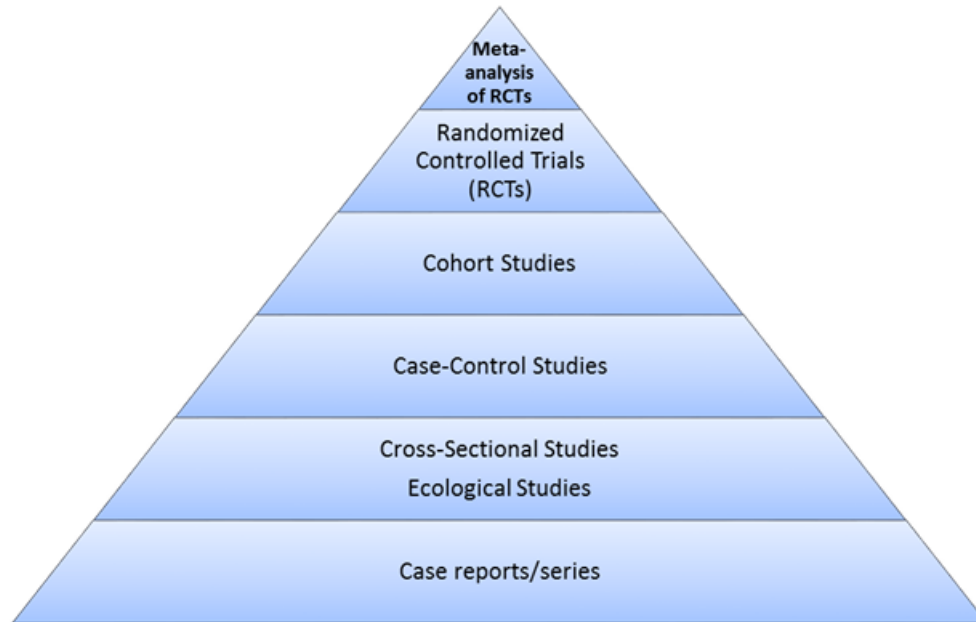 Meta-
analysis
of RCTs
Randomized
Controlled Trials
(RCTs)
Cohort Studies
Case-Control Studies
Cross-Sectional Studies
Ecological Studies
Case reports/series